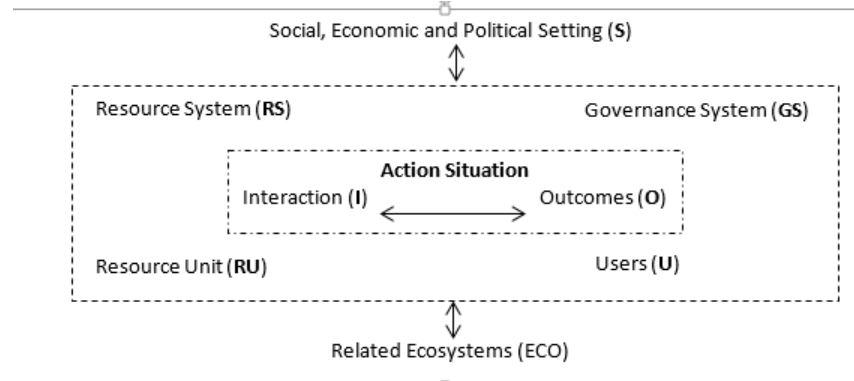 Social, Economic and Political Setting (S)
Resource System (RS)
Governance System (GS)
Action Situation
Interaction (I)
Outcomes (O)
Resource Unit (RU)
Users (U)
Related Ecosystems (ECO)